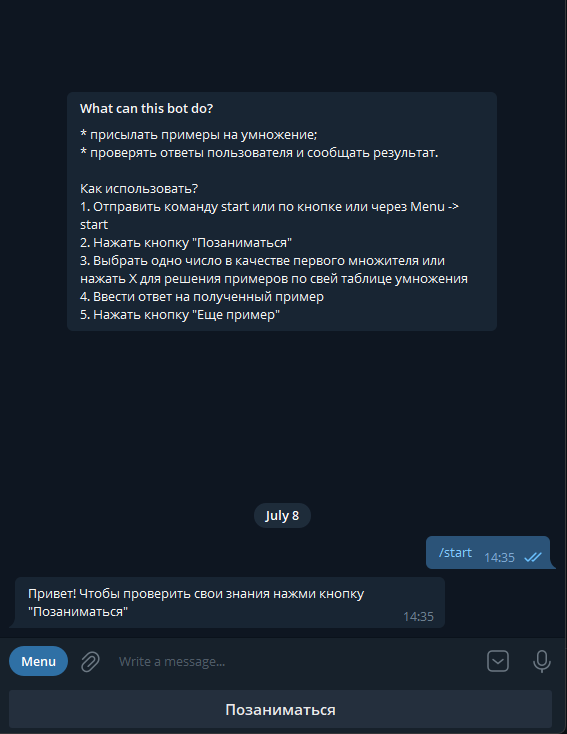 What can this bot do?
* присылать примеры на умножение;
* проверять ответы пользователя и сообщать результат.
Как использовать?
1. Отправить команду start или по кнопке или через Menu ->
start
2. Нажать кнопку "Позаниматься"
3. Выбрать одно число в качестве первого множителя или
нажать X для решения примеров по свей таблице умножения
4. Ввести ответ на полученный пример
5. Нажать кнопку "Еще пример"
July 8
/start 14:35
Привет! Чтобы проверить свои знания нажми кнопку
"Позаниматься"
14:35
Menu Write a message...
Позаниматься